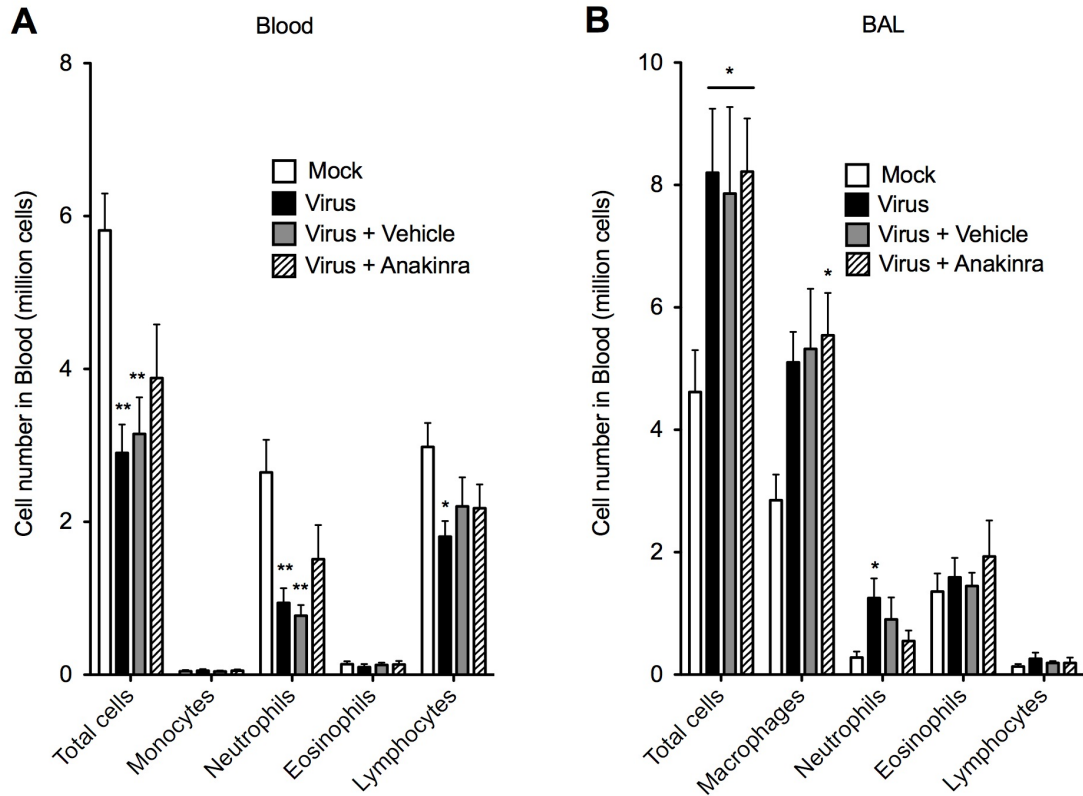 A
Blood
Cell number in Blood (million cells)
8
6
4
2
0
Mock
Virus
Virus + Vehicle
Virus + Anakinra
**
**
**
**
*
Total cells
Monocytes
Neutrophils
Eosinophils
Lymphocytes
B
BAL
Cell number in Blood (million cells)
10
8
6
4
2
0
*
Mock
Virus
Virus + Vehicle
Virus + Anakinra
*
*
Total cells
Macrophages
Neutrophils
Eosinophils
Lymphocytes